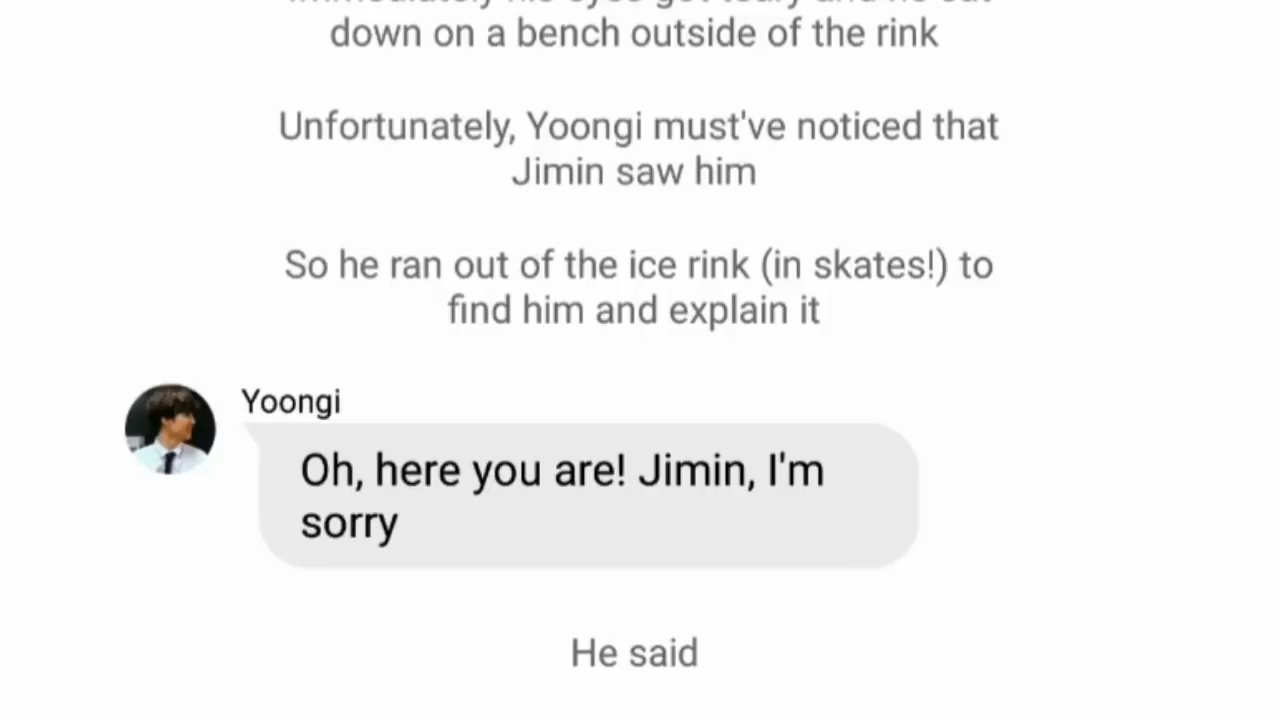 down on a bench outside of the rink
Unfortunately, Yoongi must've noticed that
Jimin saw him
So he ran out of the ice rink (in skates!) to
find him and explain it
Yoongi
Oh, here you are! Jimin, I'm
sorry
He said